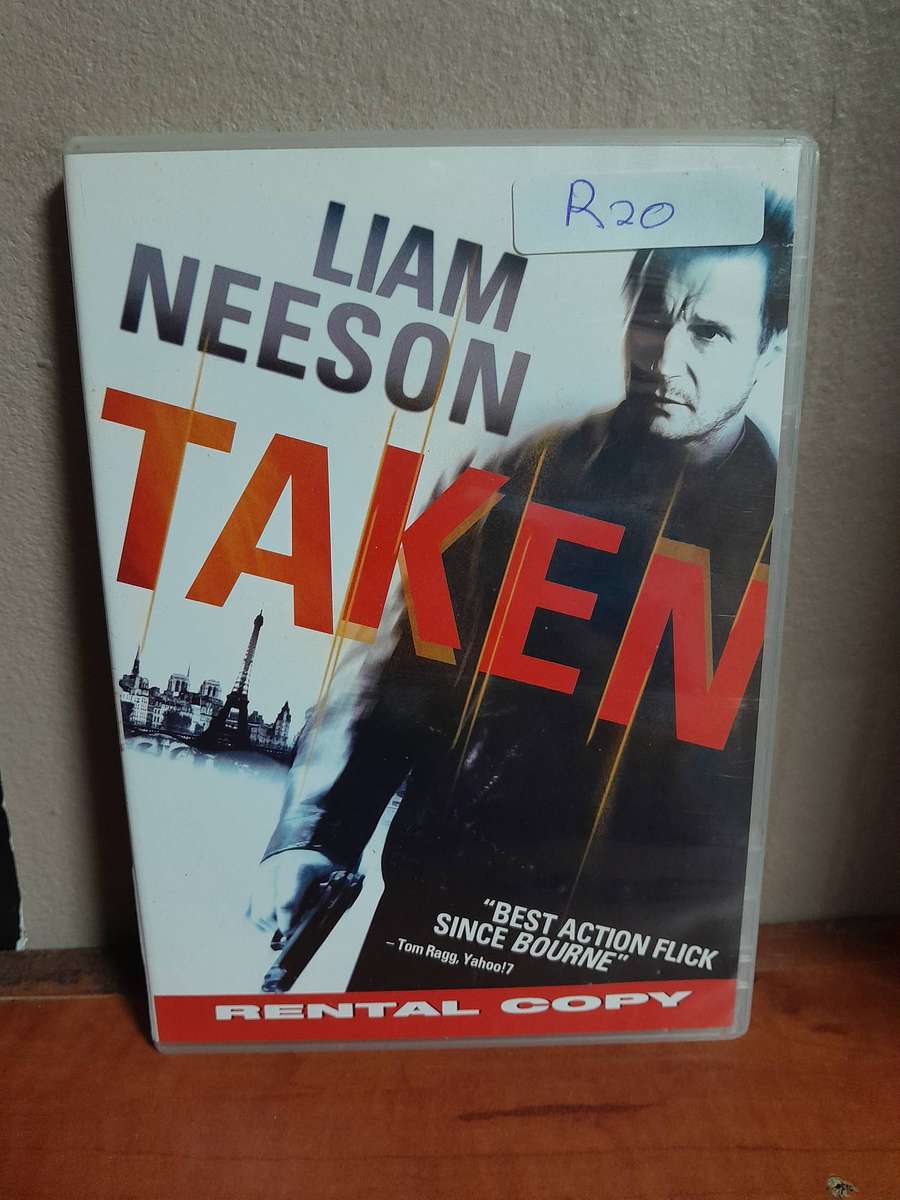 R20
LIAM
NEESON
TAKEN
"BEST ACTION FLICK
SINCE BOURNE"
– Tom Ragg, Yahoo!7
RENTAL COPY